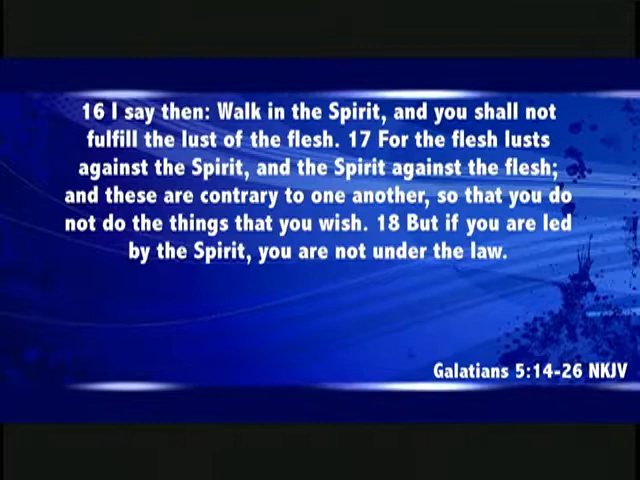 16 I say then: Walk in the Spirit, and you shall not
fulfill the lust of the flesh. 17 For the flesh lusts
against the Spirit, and the Spirit against the flesh;
and these are contrary to one another, so that you do
not do the things that you wish. 18 But if you are led
by the Spirit, you are not under the law.
Galatians 5:14-26 NKJV